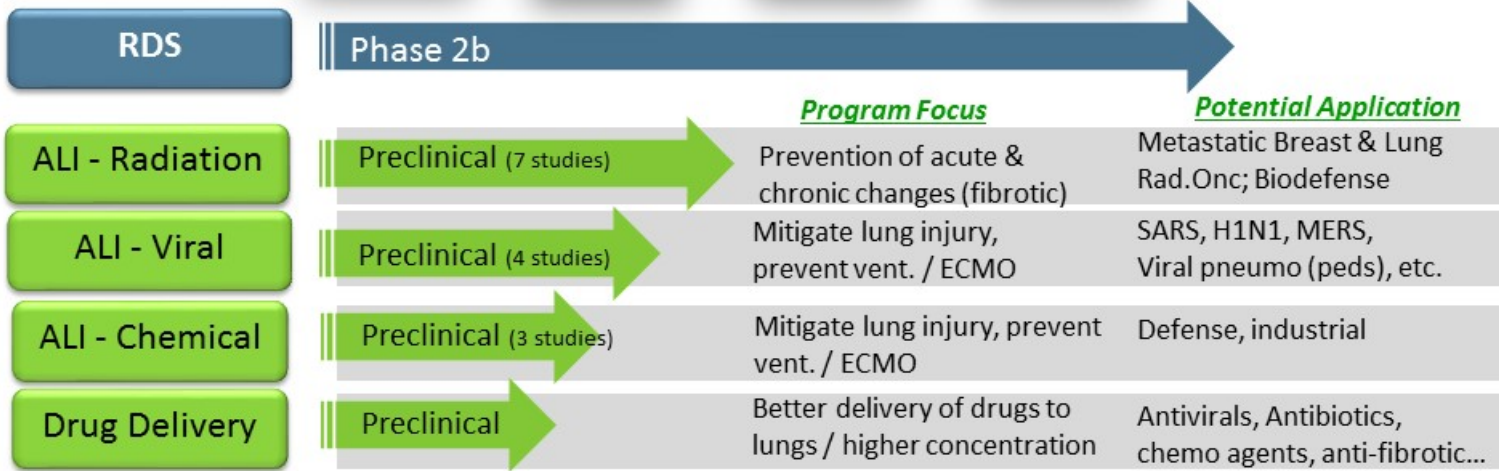 RDS
Phase 2b
Program Focus
Potential Application
ALI - Radiation
Preclinical (7 studies)
Prevention of acute &
chronic changes (fibrotic)
Metastatic Breast & Lung
Rad.Onc; Biodefense
ALI - Viral
Preclinical (4 studies)
Mitigate lung injury,
prevent vent. / ECMO
SARS, H1N1, MERS,
Viral pneumo (peds), etc.
ALI - Chemical
Preclinical (3 studies)
Mitigate lung injury, prevent
vent. / ECMO
Defense, industrial
Drug Delivery
Preclinical
Better delivery of drugs to
lungs / higher concentration
Antivirals, Antibiotics,
chemo agents, anti-fibrotic...